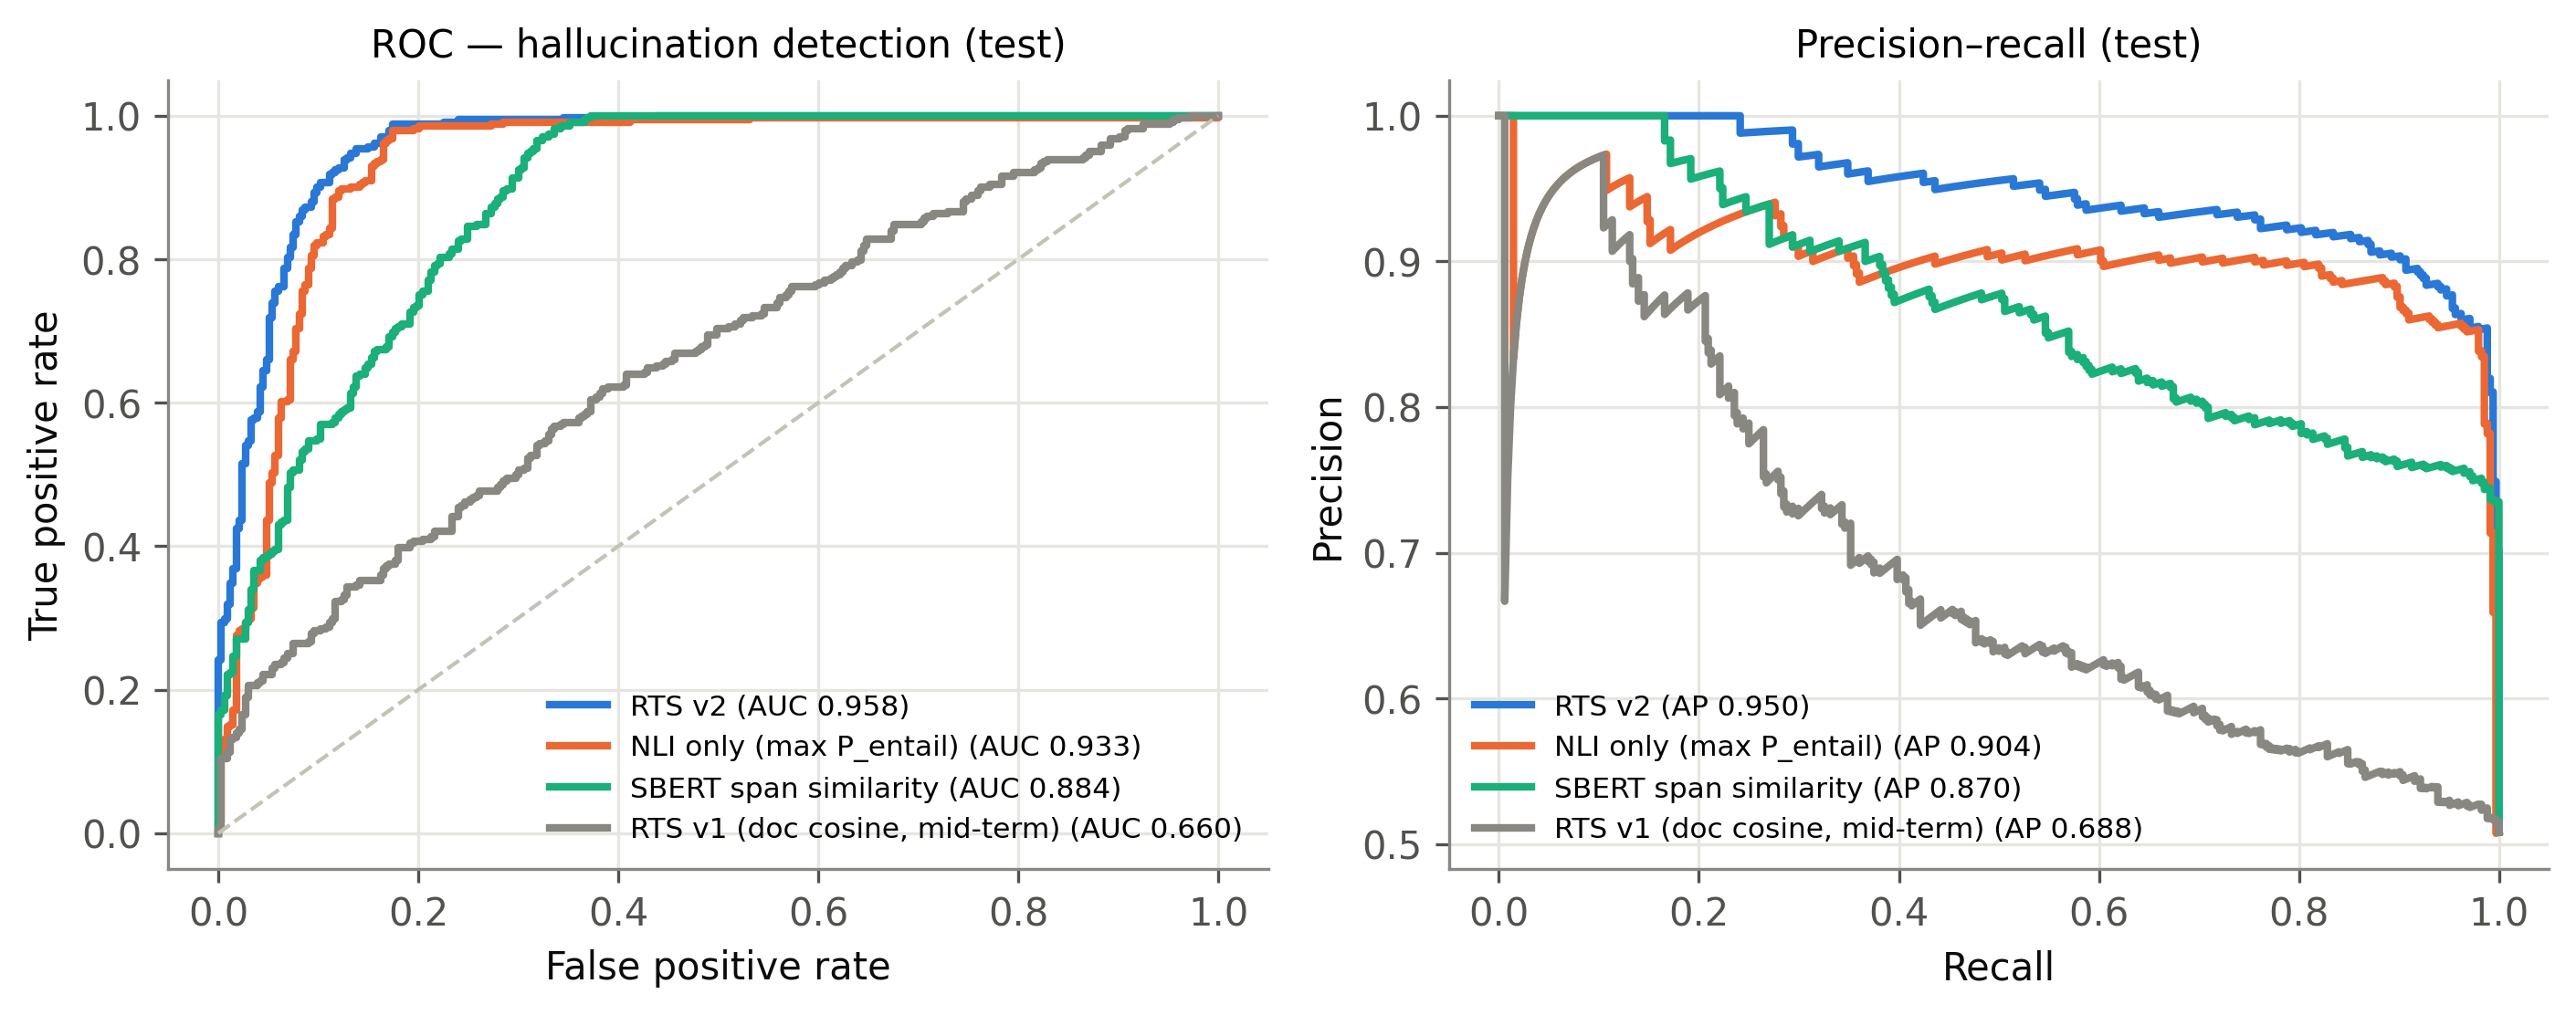 ROC — hallucination detection (test)
True positive rate
1.0
0.8
0.6
0.4
0.2
0.0
RTS v2 (AUC 0.958)
NLI only (max P_entail) (AUC 0.933)
SBERT span similarity (AUC 0.884)
RTS v1 (doc cosine, mid-term) (AUC 0.660)
0.0 0.2 0.4 0.6 0.8 1.0
False positive rate
Precision–recall (test)
Precision
1.0
0.9
0.8
0.7
0.6
0.5
RTS v2 (AP 0.950)
NLI only (max P_entail) (AP 0.904)
SBERT span similarity (AP 0.870)
RTS v1 (doc cosine, mid-term) (AP 0.688)
0.0 0.2 0.4 0.6 0.8 1.0
Recall